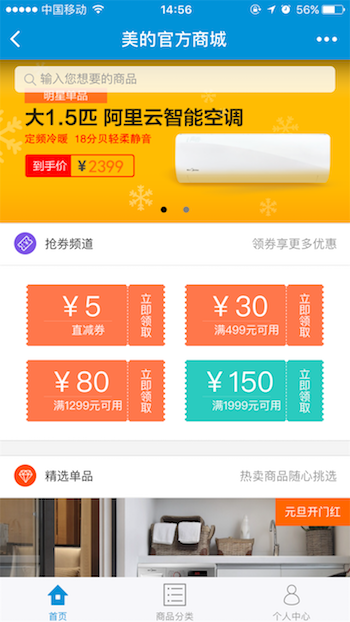 中国移动
14:56
56%
美的官方商城
输入您想要的商品
明星单品
大1.5匹 阿里云智能空调
定频冷暖 18分贝轻柔静音
到手价 ¥2399
抢券频道
领券享更多优惠
¥5
直减券
立即领取
¥30
满499元可用
立即领取
¥80
满1299元可用
立即领取
¥150
满1999元可用
立即领取
精选单品
热卖商品随心挑选
元旦开门红
首页
商品分类
个人中心